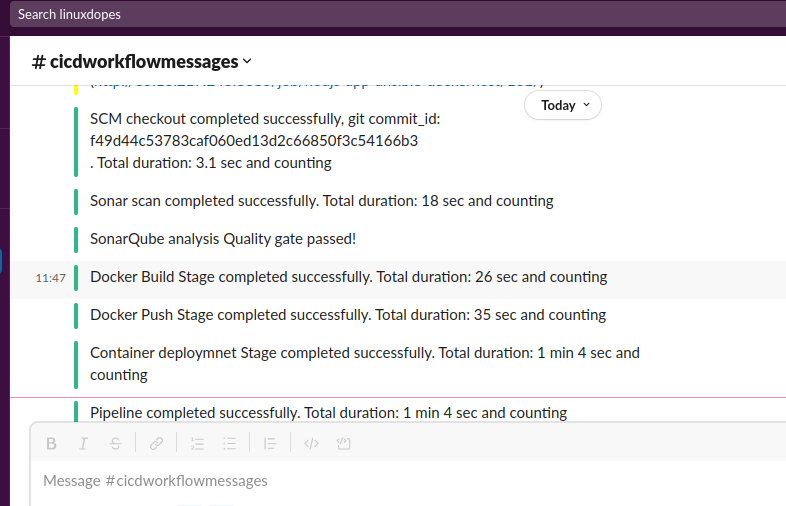 Search linuxdopes
# cicdworkflowmessages
Today
SCM checkout completed successfully, git commit_id:
f49d44c53783caf060ed13d2c66850f3c54166b3
. Total duration: 3.1 sec and counting
Sonar scan completed successfully. Total duration: 18 sec and counting
SonarQube analysis Quality gate passed!
11:47 Docker Build Stage completed successfully. Total duration: 26 sec and counting
Docker Push Stage completed successfully. Total duration: 35 sec and counting
Container deploymnet Stage completed successfully. Total duration: 1 min 4 sec and
counting
Pipeline completed successfully. Total duration: 1 min 4 sec and counting
B I S
Message #cicdworkflowmessages